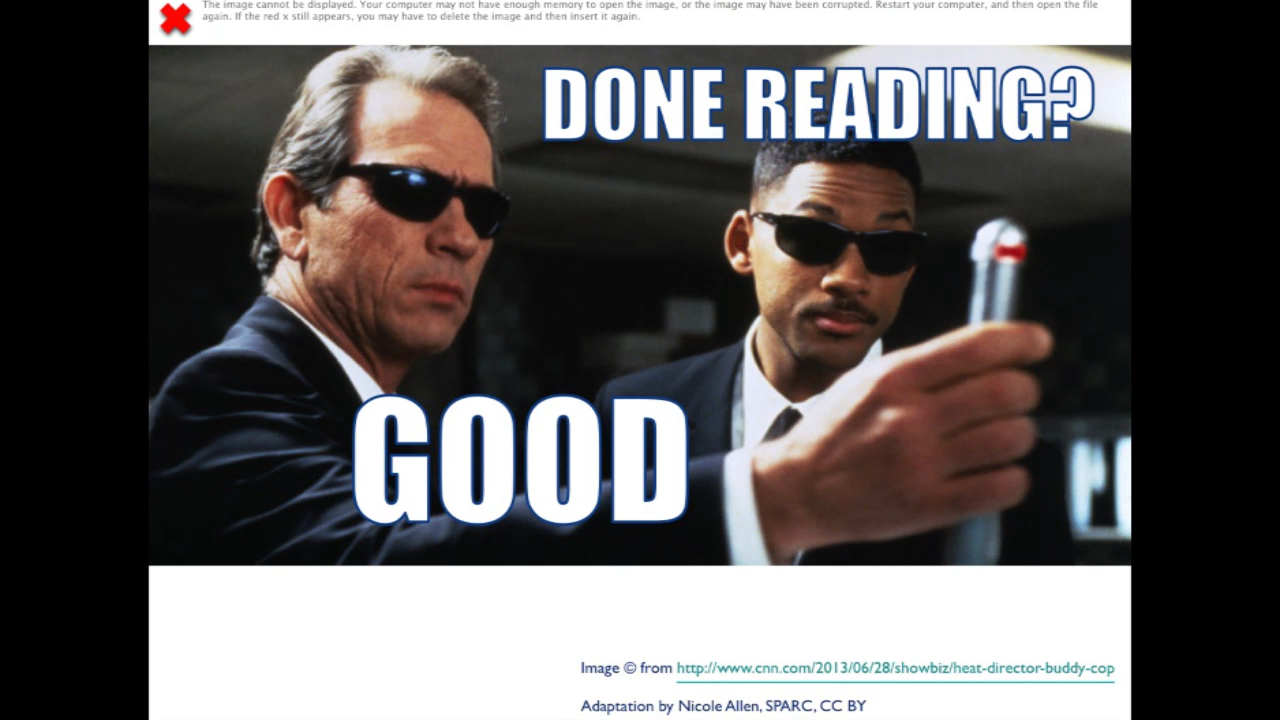 The image cannot be displayed. Your computer may not have enough memory to open the image, or the image may have been corrupted. Restart your computer, and then open the file
again. If the red x still appears, you may have to delete the image and then insert it again.
DONE READING?
GOOD
Image © from http://www.cnn.com/2013/06/28/showbiz/heat-director-buddy-cop
Adaptation by Nicole Allen, SPARC, CC BY